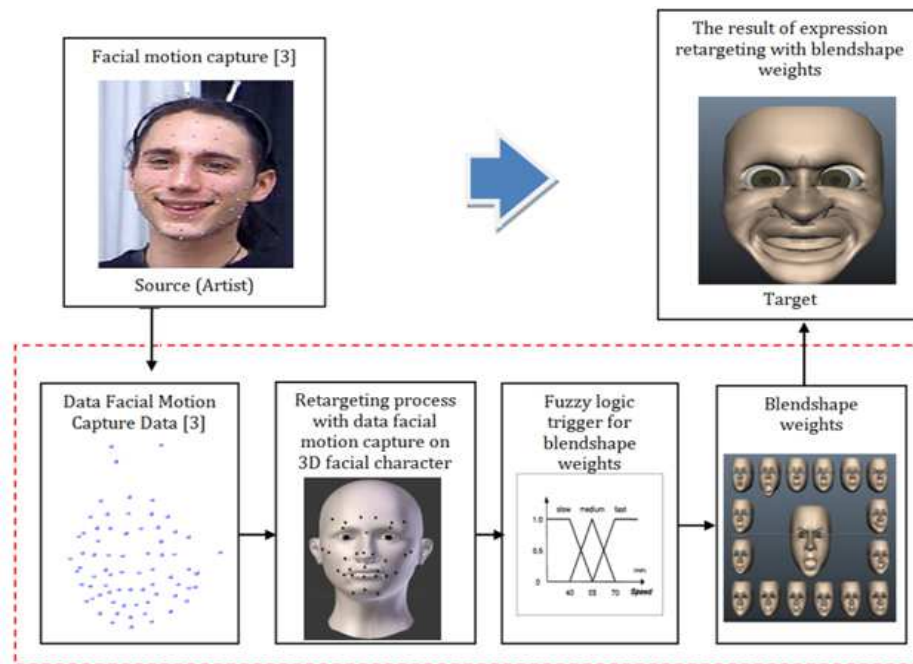 Facial motion capture [3]
Source (Artist)
The result of expression
retargeting with blendshape
weights
Target
Data Facial Motion
Capture Data [3]
Retargeting process
with data facial
motion capture on
3D facial character
Fuzzy logic
trigger for
blendshape
weights
slow medium fast
1.0
0.5
0
40 55 70 Speed
Blendshape
weights